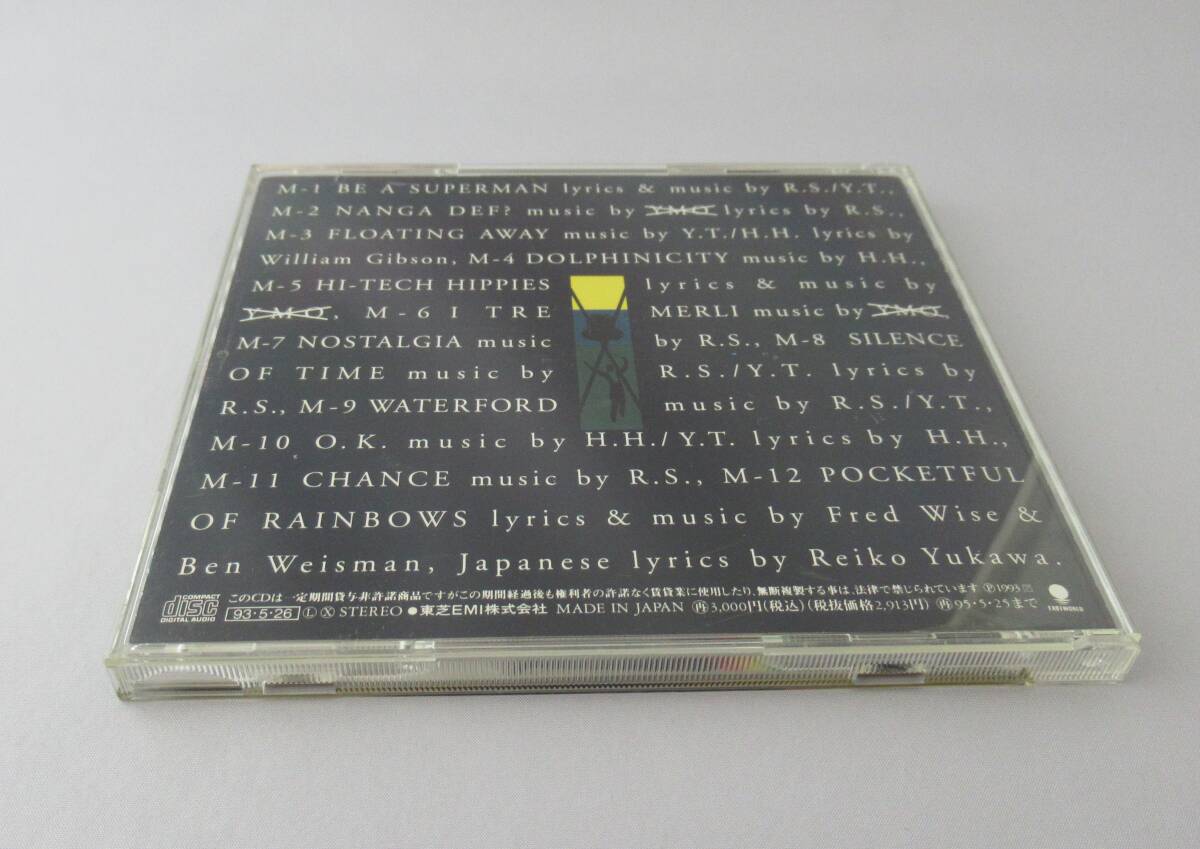 M-1 BE A SUPERMAN lyrics & music by R.S./Y.T.,
M-2 NANGA DEF? music by YMO lyrics by R.S.,
M-3 FLOATING AWAY music by Y.T./H.H. lyrics by
William Gibson, M-4 DOLPHINICITY music by H.H.,
M-5 HI-TECH HIPPIES lyrics & music by
YMO, M-6 I TRE MERLI music by YMO,
M-7 NOSTALGIA music by R.S., M-8 SILENCE
OF TIME music by R.S./Y.T. lyrics by
R.S., M-9 WATERFORD music by R.S./Y.T.,
M-10 O.K. music by H.H./Y.T. lyrics by H.H.,
M-11 CHANCE music by R.S., M-12 POCKETFUL
OF RAINBOWS lyrics & music by Fred Wise &
Ben Weisman, Japanese lyrics by Reiko Yukawa.
COMPACT disc DIGITAL AUDIO
このCDは一定期間貸与非許諾商品ですがこの期間経過後も権利者の許諾なく賃貸業に使用したり、無断複製する事は、法律で禁じられています Ⓟ1993
93·5·26 Ⓛ Ⓧ STEREO ●東芝EMI株式会社 MADE IN JAPAN ㊑3,000円(税込)(税抜価格2,913円) ㊑95·5·25まで